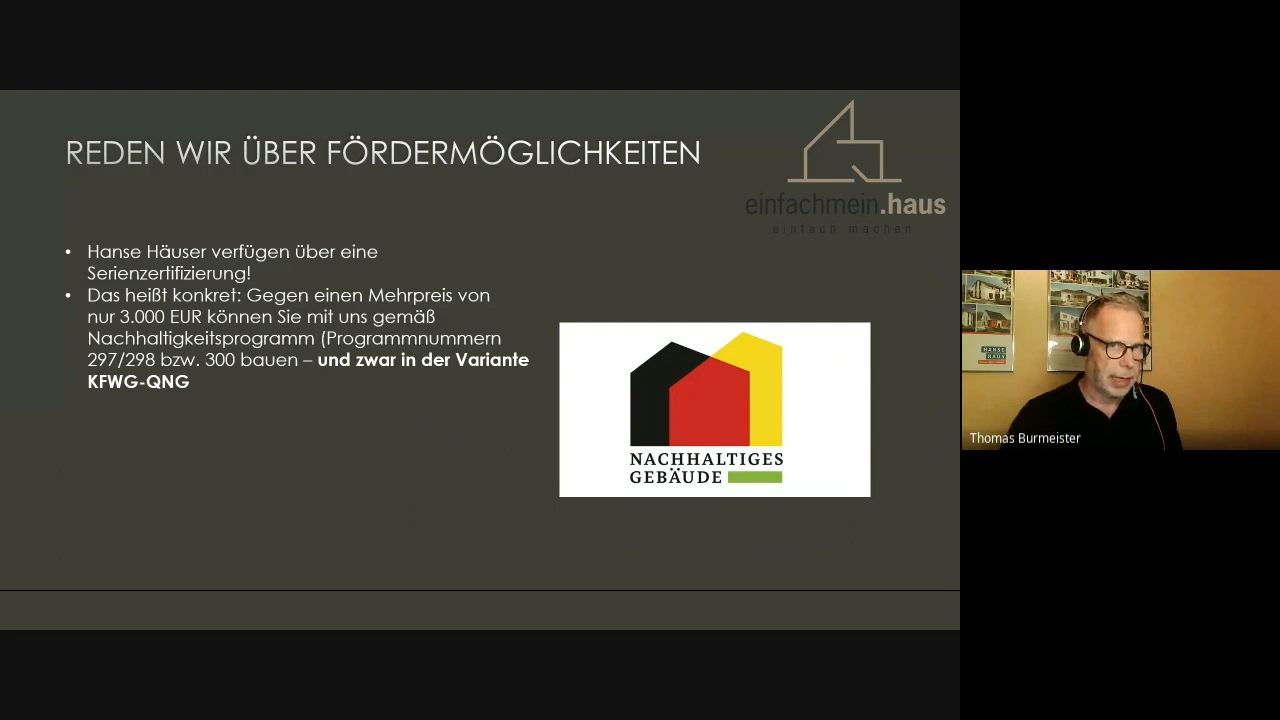 REDEN WIR ÜBER FÖRDERMÖGLICHKEITEN
einfachmein.haus
einfach machen
• Hanse Häuser verfügen über eine
Serienzertifizierung!
• Das heißt konkret: Gegen einen Mehrpreis von
nur 3.000 EUR können Sie mit uns gemäß
Nachhaltigkeitsprogramm (Programmnummern
297/298 bzw. 300 bauen – und zwar in der Variante
KFWG-QNG
NACHHALTIGES
GEBÄUDE
HANSE
HAUS
Thomas Burmeister